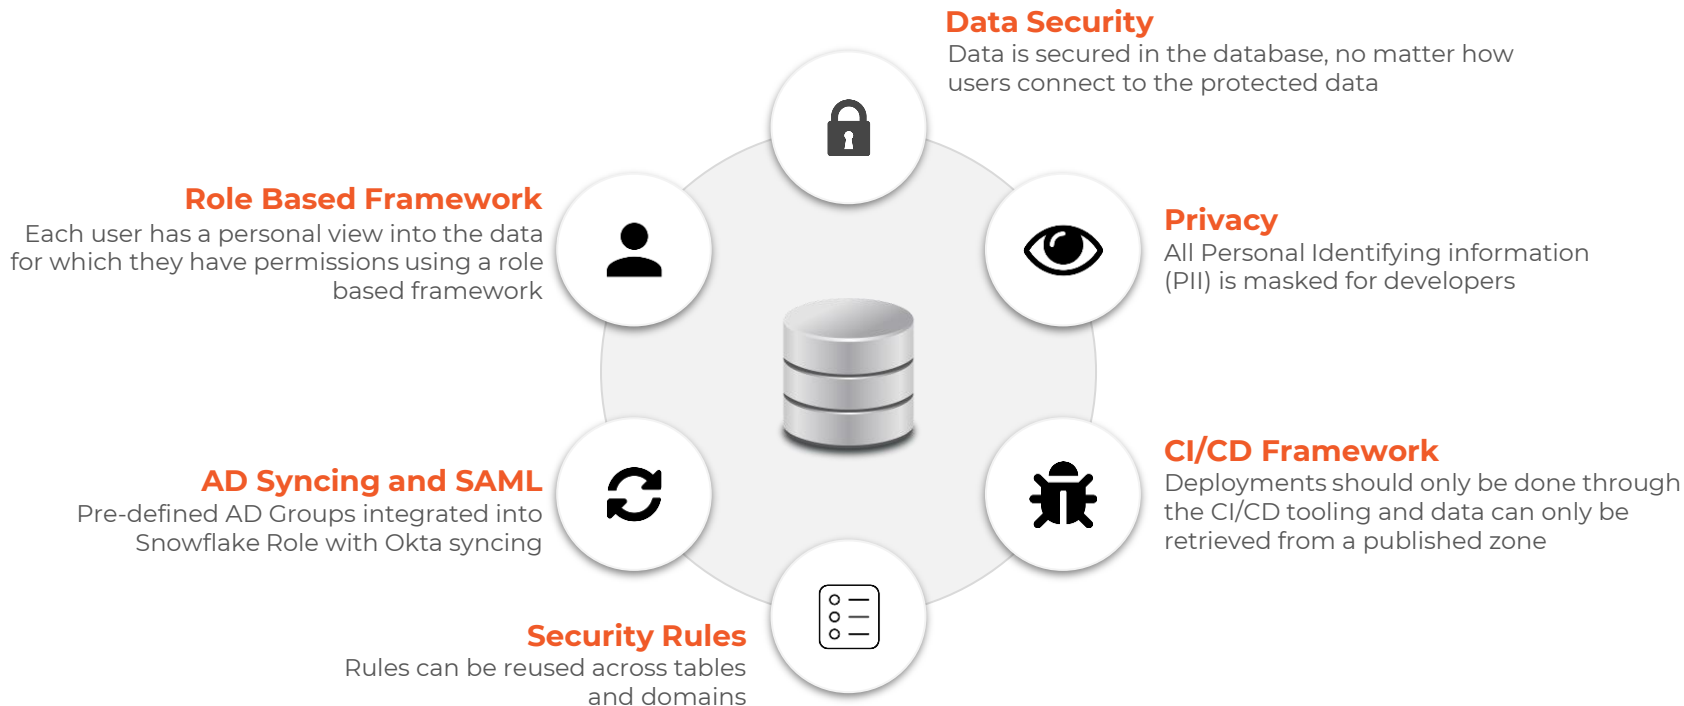 Data Security
Data is secured in the database, no matter how
users connect to the protected data
Role Based Framework
Each user has a personal view into the data
for which they have permissions using a role
based framework
Privacy
All Personal Identifying information
(PII) is masked for developers
AD Syncing and SAML
Pre-defined AD Groups integrated into
Snowflake Role with Okta syncing
CI/CD Framework
Deployments should only be done through
the CI/CD tooling and data can only be
retrieved from a published zone
Security Rules
Rules can be reused across tables
and domains